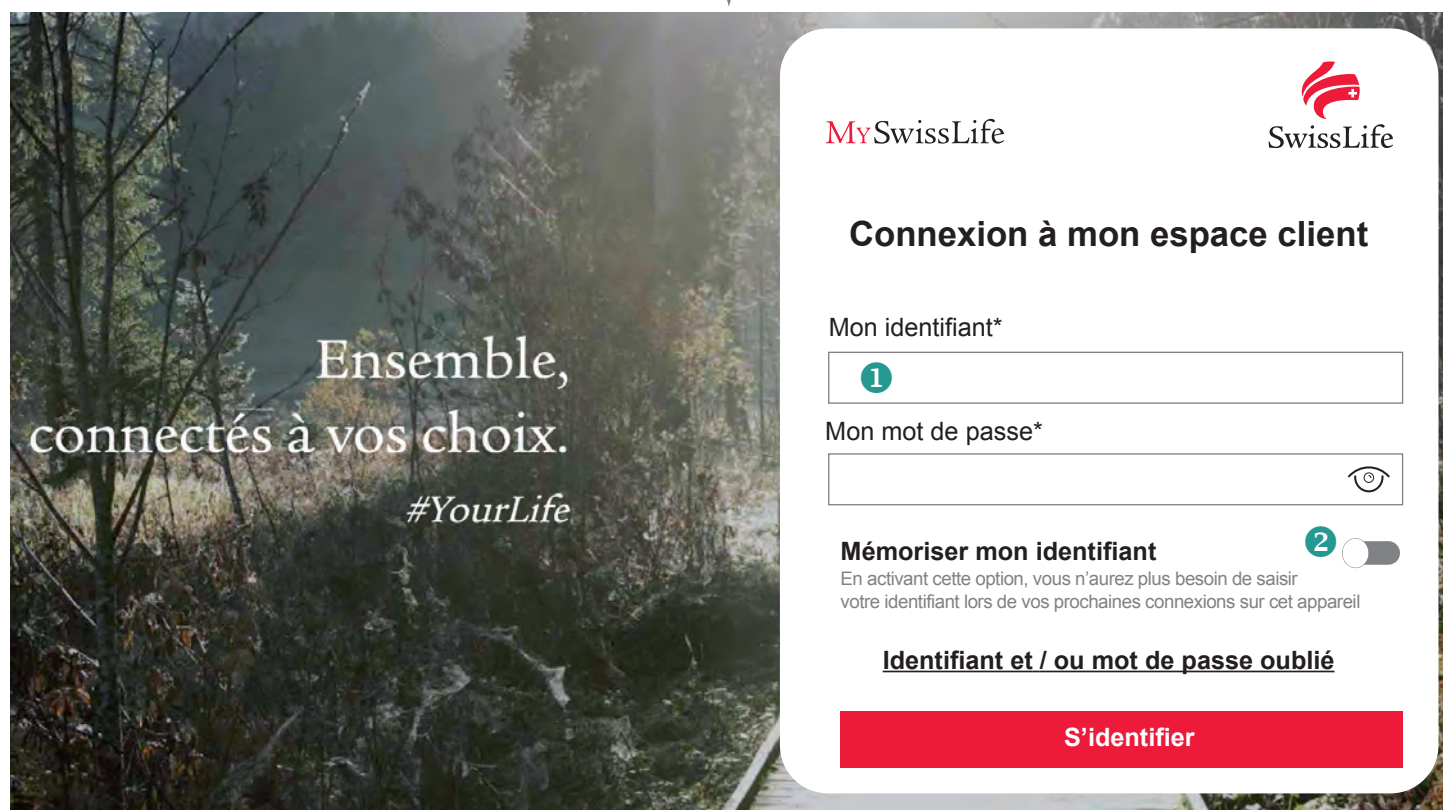 Ensemble,
connectés à vos choix.
#YourLife
MySwissLife
SwissLife
Connexion à mon espace client
Mon identifiant*
1
Mon mot de passe*
Mémoriser mon identifiant
2
En activant cette option, vous n’aurez plus besoin de saisir
votre identifiant lors de vos prochaines connexions sur cet appareil
Identifiant et / ou mot de passe oublié
S’identifier